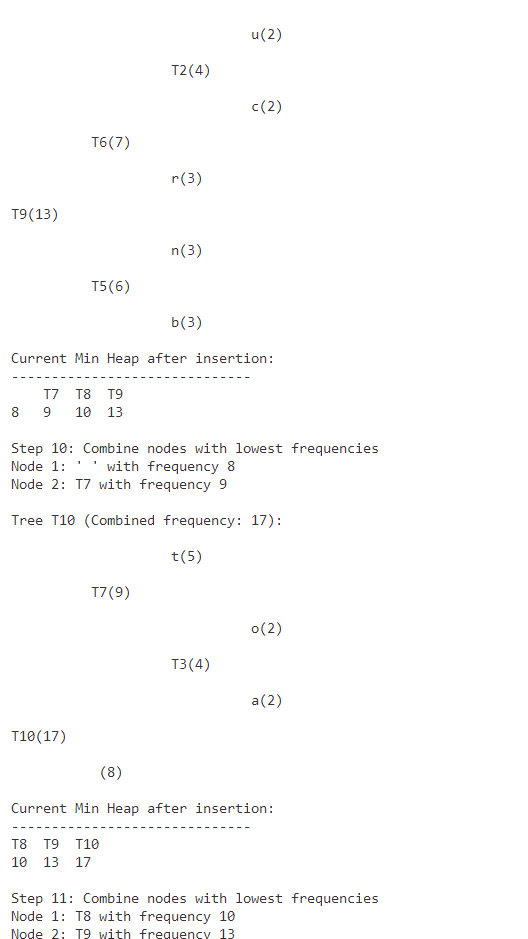 u(2)
T2(4)
c(2)
T6(7)
r(3)
T9(13)
n(3)
T5(6)
b(3)
Current Min Heap after insertion:
------------------------------
    T7  T8  T9
8   9   10  13
Step 10: Combine nodes with lowest frequencies
Node 1: ' ' with frequency 8
Node 2: T7 with frequency 9
Tree T10 (Combined frequency: 17):
t(5)
T7(9)
o(2)
T3(4)
a(2)
T10(17)
(8)
Current Min Heap after insertion:
------------------------------
T8  T9  T10
10  13  17
Step 11: Combine nodes with lowest frequencies
Node 1: T8 with frequency 10
Node 2: T9 with frequency 13